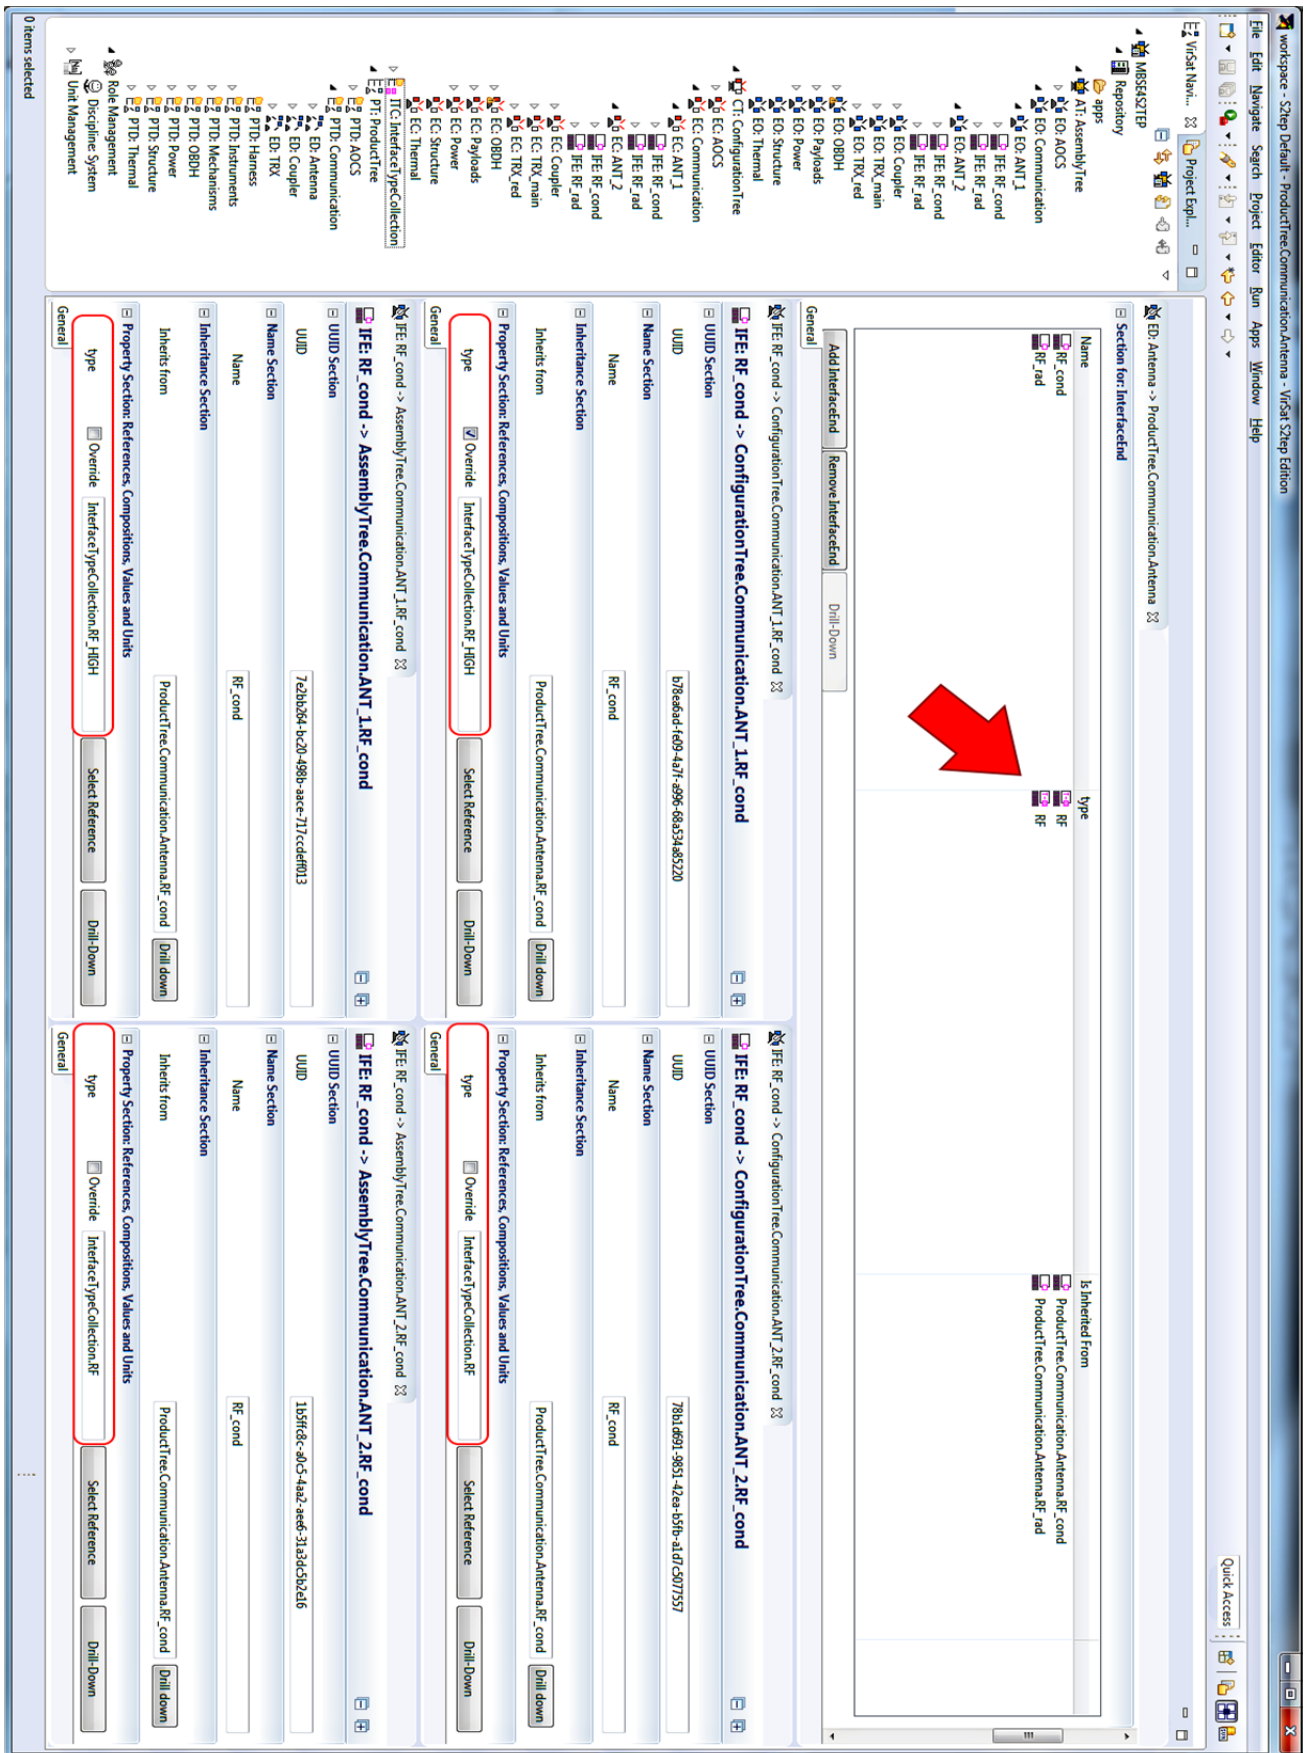 workspace - S2tep Default - ProductTree.Communication.Antenna - VirSat S2tep Edition
File Edit Navigate Search Project Editor Run Apps Window Help
Quick Access
VirSat Navi... Project Expl...
MBSE4S2TEP
Repository
apps
AT: AssemblyTree
EO: AOCS
EO: Communication
EO: ANT_1
IFE: RF_cond
IFE: RF_rad
EO: ANT_2
IFE: RF_cond
IFE: RF_rad
EO: Coupler
EO: TRX_main
EO: TRX_red
EO: OBDH
EO: Payloads
EO: Power
EO: Structure
EO: Thermal
CT: ConfigurationTree
EC: AOCS
EC: Communication
EC: ANT_1
IFE: RF_cond
IFE: RF_rad
EC: ANT_2
IFE: RF_cond
IFE: RF_rad
EC: Coupler
EC: TRX_main
EC: TRX_red
EC: OBDH
EC: Payloads
EC: Power
EC: Structure
EC: Thermal
ITC: InterfaceTypeCollection
PT: ProductTree
PTD: AOCS
PTD: Communication
ED: Antenna
ED: Coupler
ED: TRX
PTD: Harness
PTD: Instruments
PTD: Mechanisms
PTD: OBDH
PTD: Power
PTD: Structure
PTD: Thermal
Role Management
Discipline: System
Unit Management
ED: Antenna -> ProductTree.Communication.Antenna
Section for: InterfaceEnd
Name type Is Inherited From
RF_cond RF ProductTree.Communication.Antenna.RF_cond
RF_rad RF ProductTree.Communication.Antenna.RF_rad
Add InterfaceEnd Remove InterfaceEnd Drill-Down
General
IFE: RF_cond -> ConfigurationTree.Communication.ANT_1.RF_cond
IFE: RF_cond -> ConfigurationTree.Communication.ANT_1.RF_cond
UUID Section
UUID b78ea6ad-fe09-4a7f-a996-68a534a85220
Name Section
Name RF_cond
Inheritance Section
Inherits from ProductTree.Communication.Antenna.RF_cond Drill down
Property Section: References, Compositions, Values and Units
type Override InterfaceTypeCollection.RF_HIGH Select Reference Drill-Down
General
IFE: RF_cond -> ConfigurationTree.Communication.ANT_2.RF_cond
IFE: RF_cond -> ConfigurationTree.Communication.ANT_2.RF_cond
UUID Section
UUID 78b1d691-9851-42ea-b5fb-a1d7c5077557
Name Section
Name RF_cond
Inheritance Section
Inherits from ProductTree.Communication.Antenna.RF_cond Drill down
Property Section: References, Compositions, Values and Units
type Override InterfaceTypeCollection.RF Select Reference Drill-Down
General
IFE: RF_cond -> AssemblyTree.Communication.ANT_1.RF_cond
IFE: RF_cond -> AssemblyTree.Communication.ANT_1.RF_cond
UUID Section
UUID 7e2bb264-bc20-498b-aace-717ccdeff013
Name Section
Name RF_cond
Inheritance Section
Inherits from ProductTree.Communication.Antenna.RF_cond Drill down
Property Section: References, Compositions, Values and Units
type Override InterfaceTypeCollection.RF_HIGH Select Reference Drill-Down
General
IFE: RF_cond -> AssemblyTree.Communication.ANT_2.RF_cond
IFE: RF_cond -> AssemblyTree.Communication.ANT_2.RF_cond
UUID Section
UUID 1b5ffc8c-a0c5-4aa2-aee6-31a3dc5b2e16
Name Section
Name RF_cond
Inheritance Section
Inherits from ProductTree.Communication.Antenna.RF_cond Drill down
Property Section: References, Compositions, Values and Units
type Override InterfaceTypeCollection.RF Select Reference Drill-Down
General
0 items selected